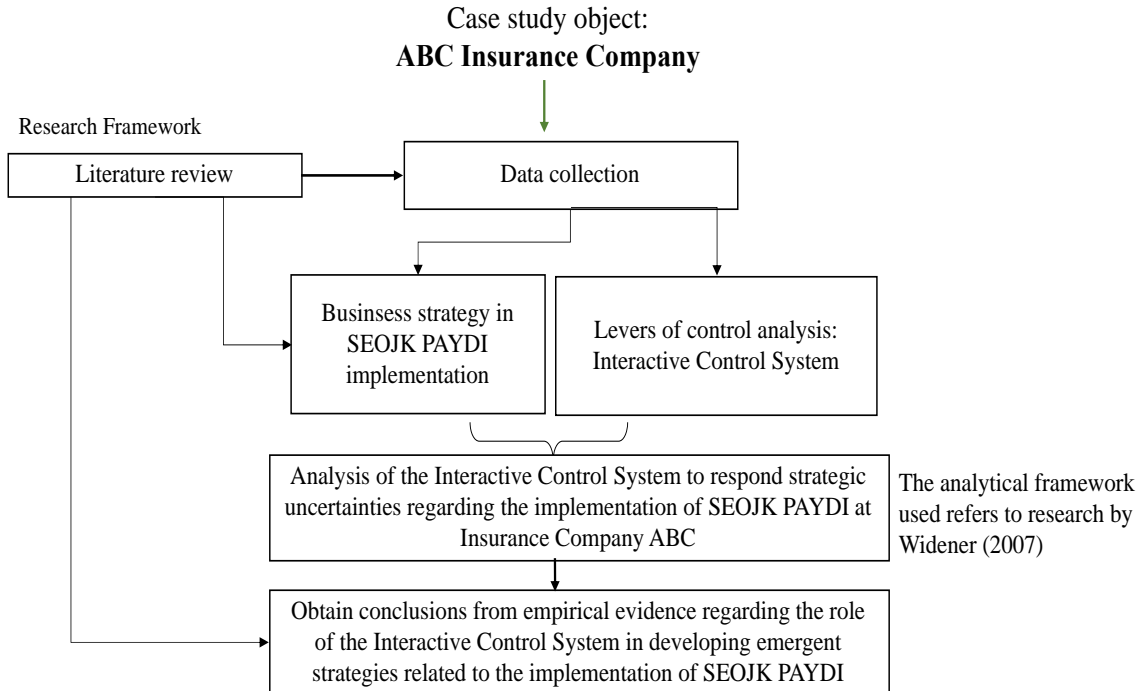 Case study object:
ABC Insurance Company
Research Framework
Literature review
Data collection
Businsess strategy in
SEOJK PAYDI
implementation
Levers of control analysis:
Interactive Control System
Analysis of the Interactive Control System to respond strategic
uncertainties regarding the implementation of SEOJK PAYDI at
Insurance Company ABC
The analytical framework
used refers to research by
Widener (2007)
Obtain conclusions from empirical evidence regarding the role
of the Interactive Control System in developing emergent
strategies related to the implementation of SEOJK PAYDI